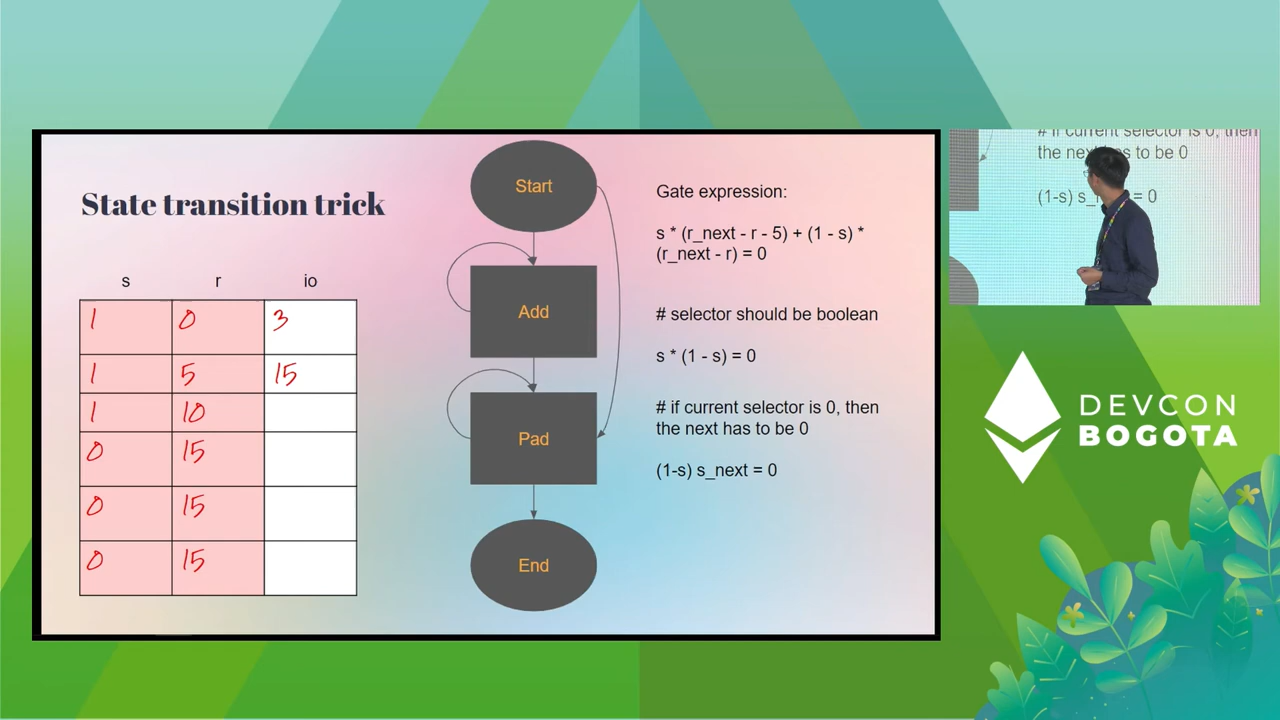 State transition trick
s r io
1 0 3
1 5 15
1 10
0 15
0 15
0 15
Start
Add
Pad
End
Gate expression:
s * (r_next - r - 5) + (1 - s) *
(r_next - r) = 0
# selector should be boolean
s * (1 - s) = 0
# if current selector is 0, then
the next has to be 0
(1-s) s_next = 0
# if current selector is 0, then
the next has to be 0
(1-s) = 0
DEVCON
BOGOTA